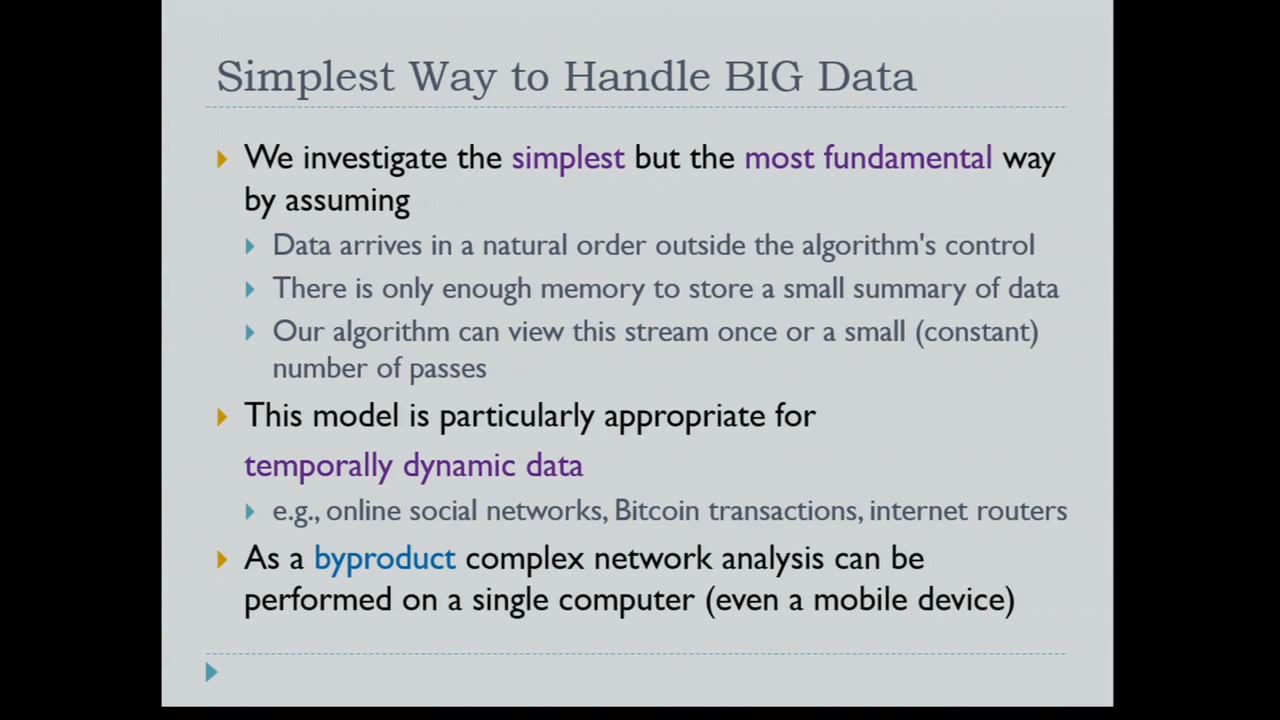 Simplest Way to Handle BIG Data
We investigate the simplest but the most fundamental way
by assuming
Data arrives in a natural order outside the algorithm's control
There is only enough memory to store a small summary of data
Our algorithm can view this stream once or a small (constant)
number of passes
This model is particularly appropriate for
temporally dynamic data
e.g., online social networks, Bitcoin transactions, internet routers
As a byproduct complex network analysis can be
performed on a single computer (even a mobile device)